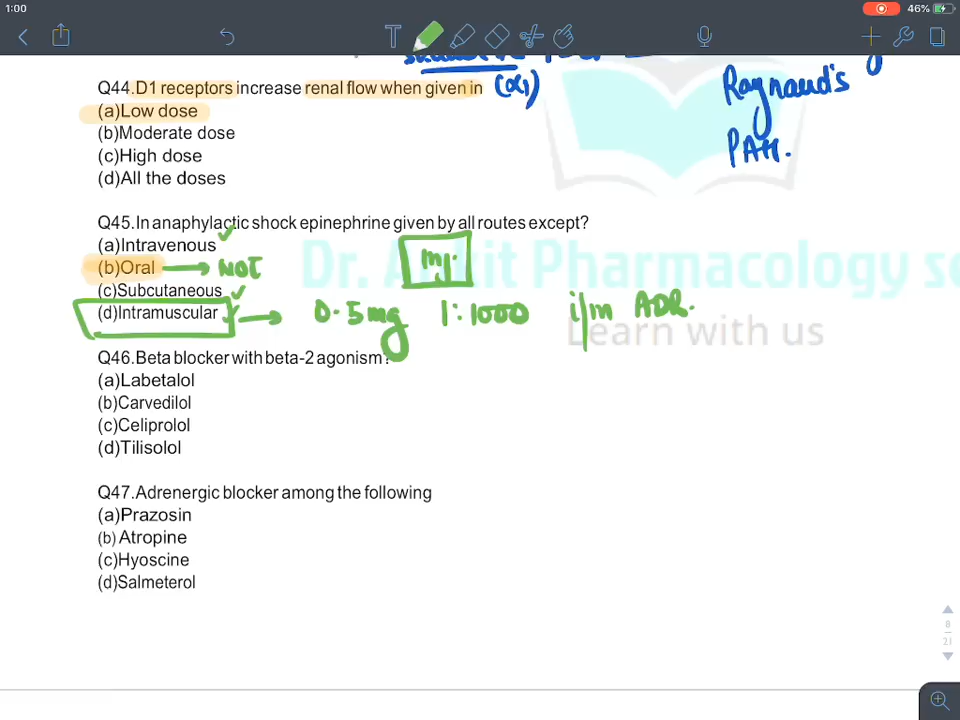 1:00
46%
T
Q44.D1 receptors increase renal flow when given in (α1)
Raynaud's
(a)Low dose
(b)Moderate dose
PAH.
(c)High dose
(d)All the doses
Q45.In anaphylactic shock epinephrine given by all routes except?
(a)Intravenous
(b)Oral → NOT
Pharmacology
(c)Subcutaneous
(d)Intramuscular → 0.5mg 1:1000 i/m ADR.
Learn with us
Q46.Beta blocker with beta-2 agonism?
(a)Labetalol
(b)Carvedilol
(c)Celiprolol
(d)Tilisolol
Q47.Adrenergic blocker among the following
(a)Prazosin
(b) Atropine
(c)Hyoscine
(d)Salmeterol
8
21